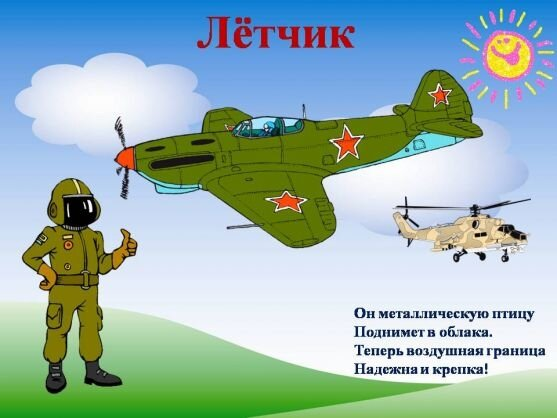 Лётчик
Он металлическую птицу
Поднимет в облака.
Теперь воздушная граница
Надежна и крепка!